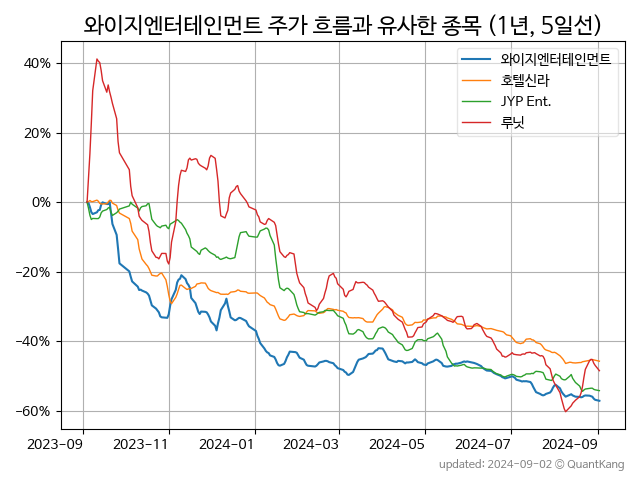 와이지엔터테인먼트 주가 흐름과 유사한 종목 (1년, 5일선)
와이지엔터테인먼트
호텔신라
JYP Ent.
루닛
40%
20%
0%
−20%
−40%
−60%
2023-09 2023-11 2024-01 2024-03 2024-05 2024-07 2024-09
updated: 2024-09-02 © QuantKang